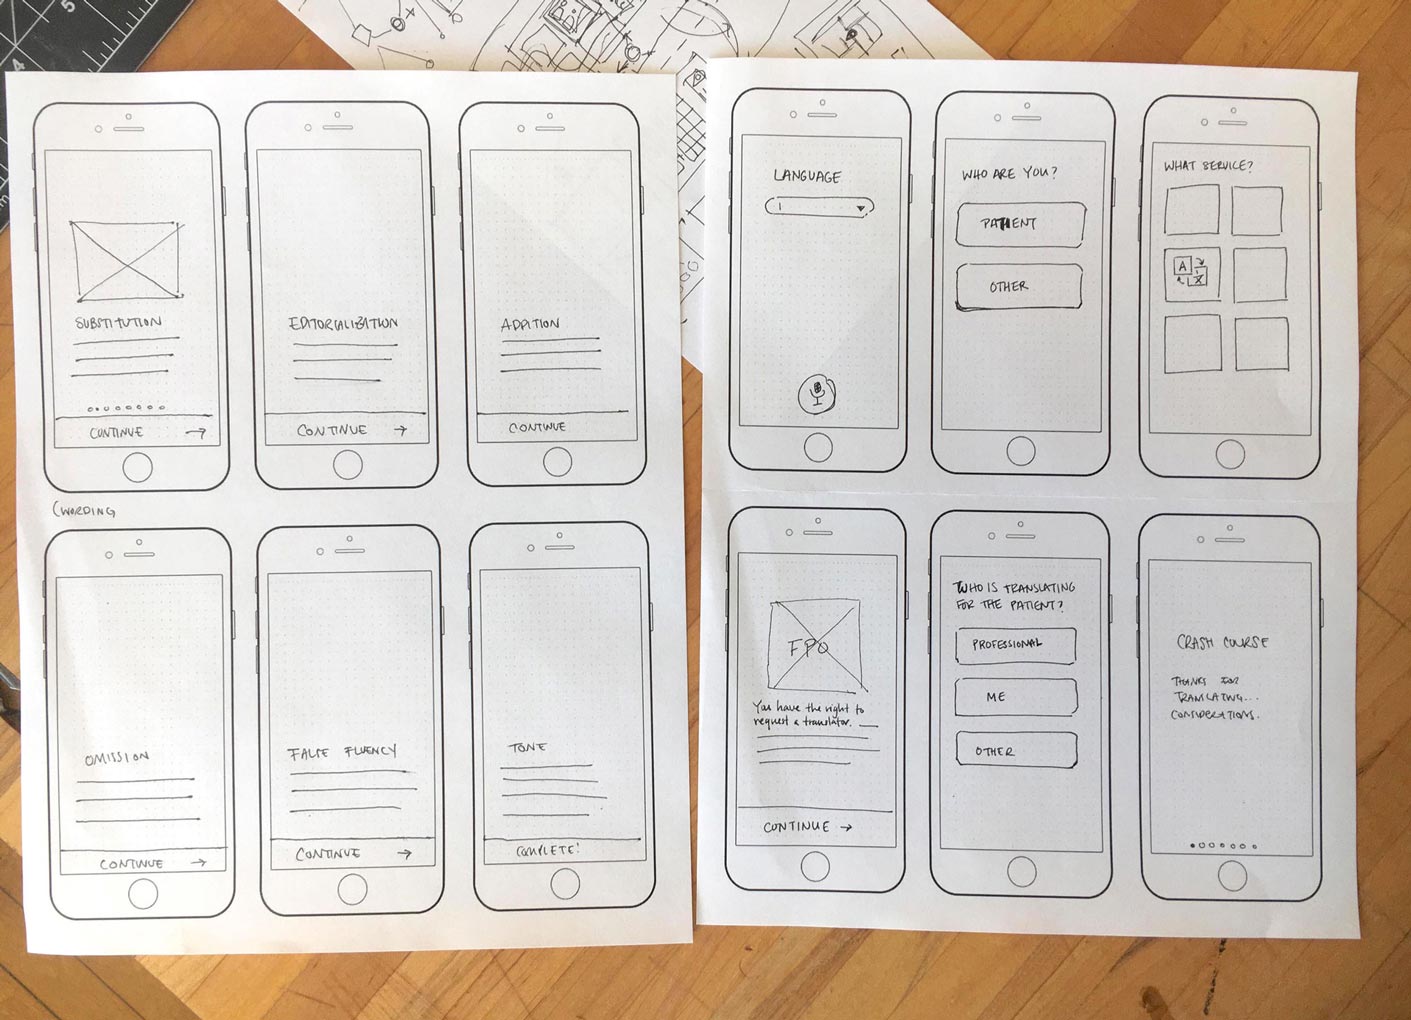 SUBSTITUTION
CONTINUE →
EDITORIALIZATION
CONTINUE →
ADDITION
CONTINUE
(WORDING
OMISSION
CONTINUE →
FALSE FLUENCY
CONTINUE →
TONE
COMPLETE!
LANGUAGE
WHO ARE YOU?
PATIENT
OTHER
WHAT SERVICE?
A
FPO
You have the right to
request a translator.
CONTINUE →
WHO IS TRANSLATING
FOR THE PATIENT?
PROFESSIONAL
ME
OTHER
CRASH COURSE
THANKS FOR
TRANSLATING...
CONSIDERATIONS.
5
4